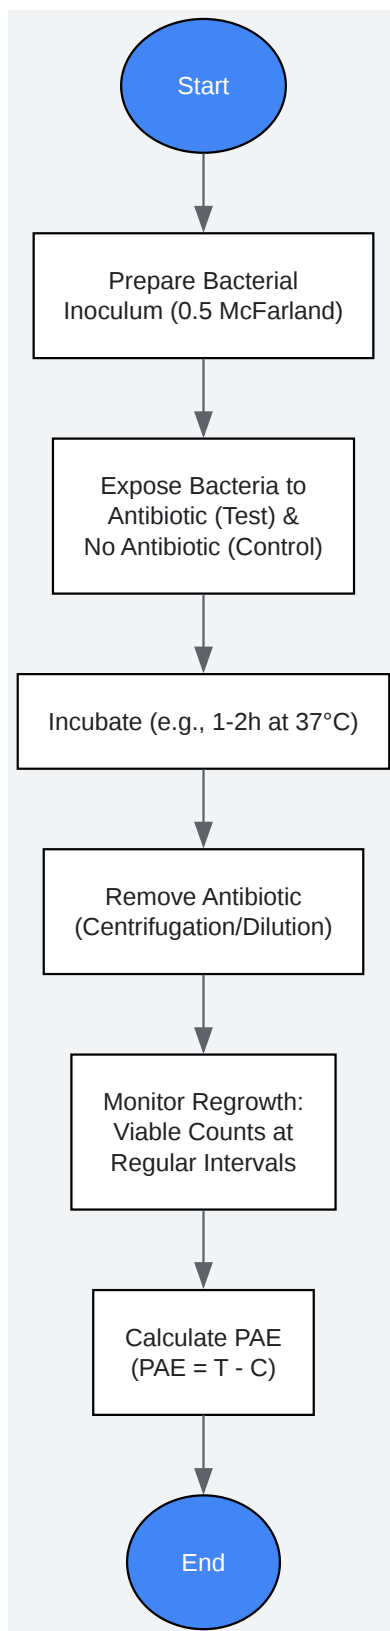 Start
Prepare Bacterial
Inoculum (0.5 McFarland)
Expose Bacteria to
Antibiotic (Test) &
No Antibiotic (Control)
Incubate (e.g., 1-2h at 37°C)
Remove Antibiotic
(Centrifugation/Dilution)
Monitor Regrowth:
Viable Counts at
Regular Intervals
Calculate PAE
(PAE = T - C)
End